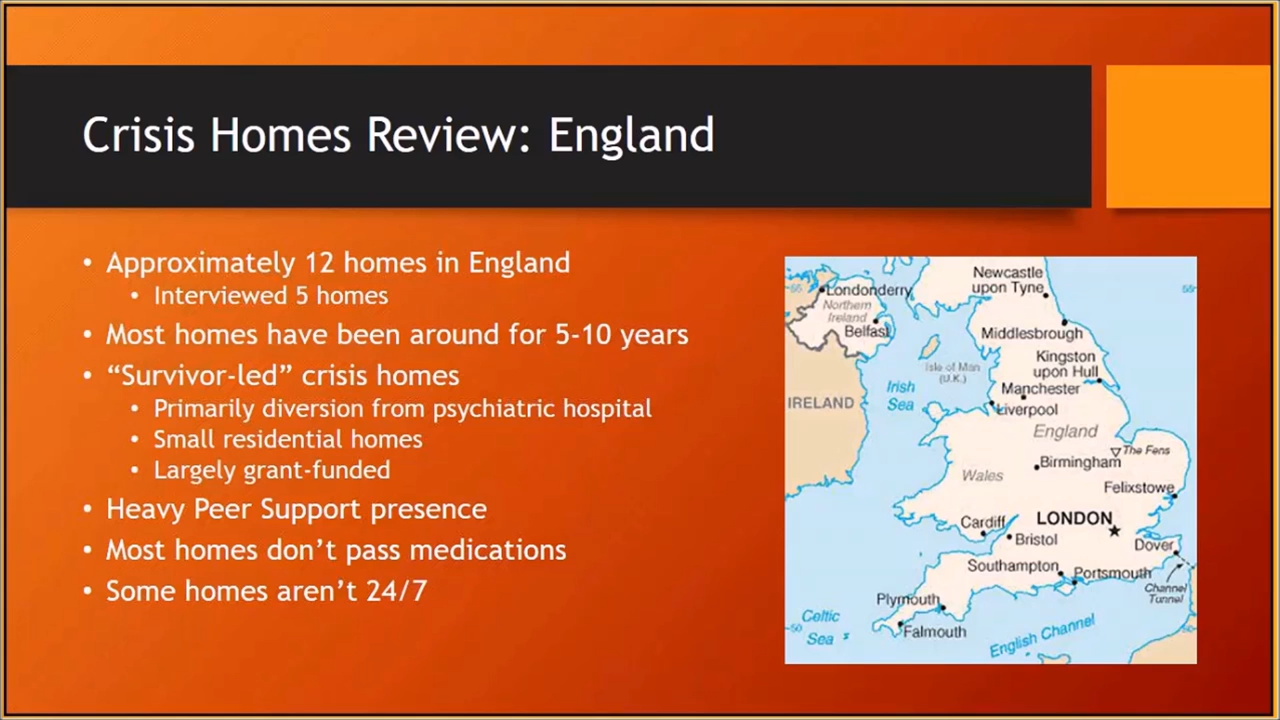 Crisis Homes Review: England
• Approximately 12 homes in England
• Interviewed 5 homes
• Most homes have been around for 5-10 years
• “Survivor-led” crisis homes
• Primarily diversion from psychiatric hospital
• Small residential homes
• Largely grant-funded
• Heavy Peer Support presence
• Most homes don’t pass medications
• Some homes aren’t 24/7
Newcastle
upon Tyne
55
Londonderry
55
Northern
Ireland
Belfast
Middlesbrough
Isle of Man
(U.K.)
Kingston
upon Hull
Irish
Sea
Manchester
IRELAND
Liverpool
England
The Fens
Birmingham
Wales
Felixstowe
LONDON
Cardiff
Bristol
Dover
Southampton
Portsmouth
Channel
Tunnel
Plymouth
Celtic
Sea
50
Falmouth
English Channel
50